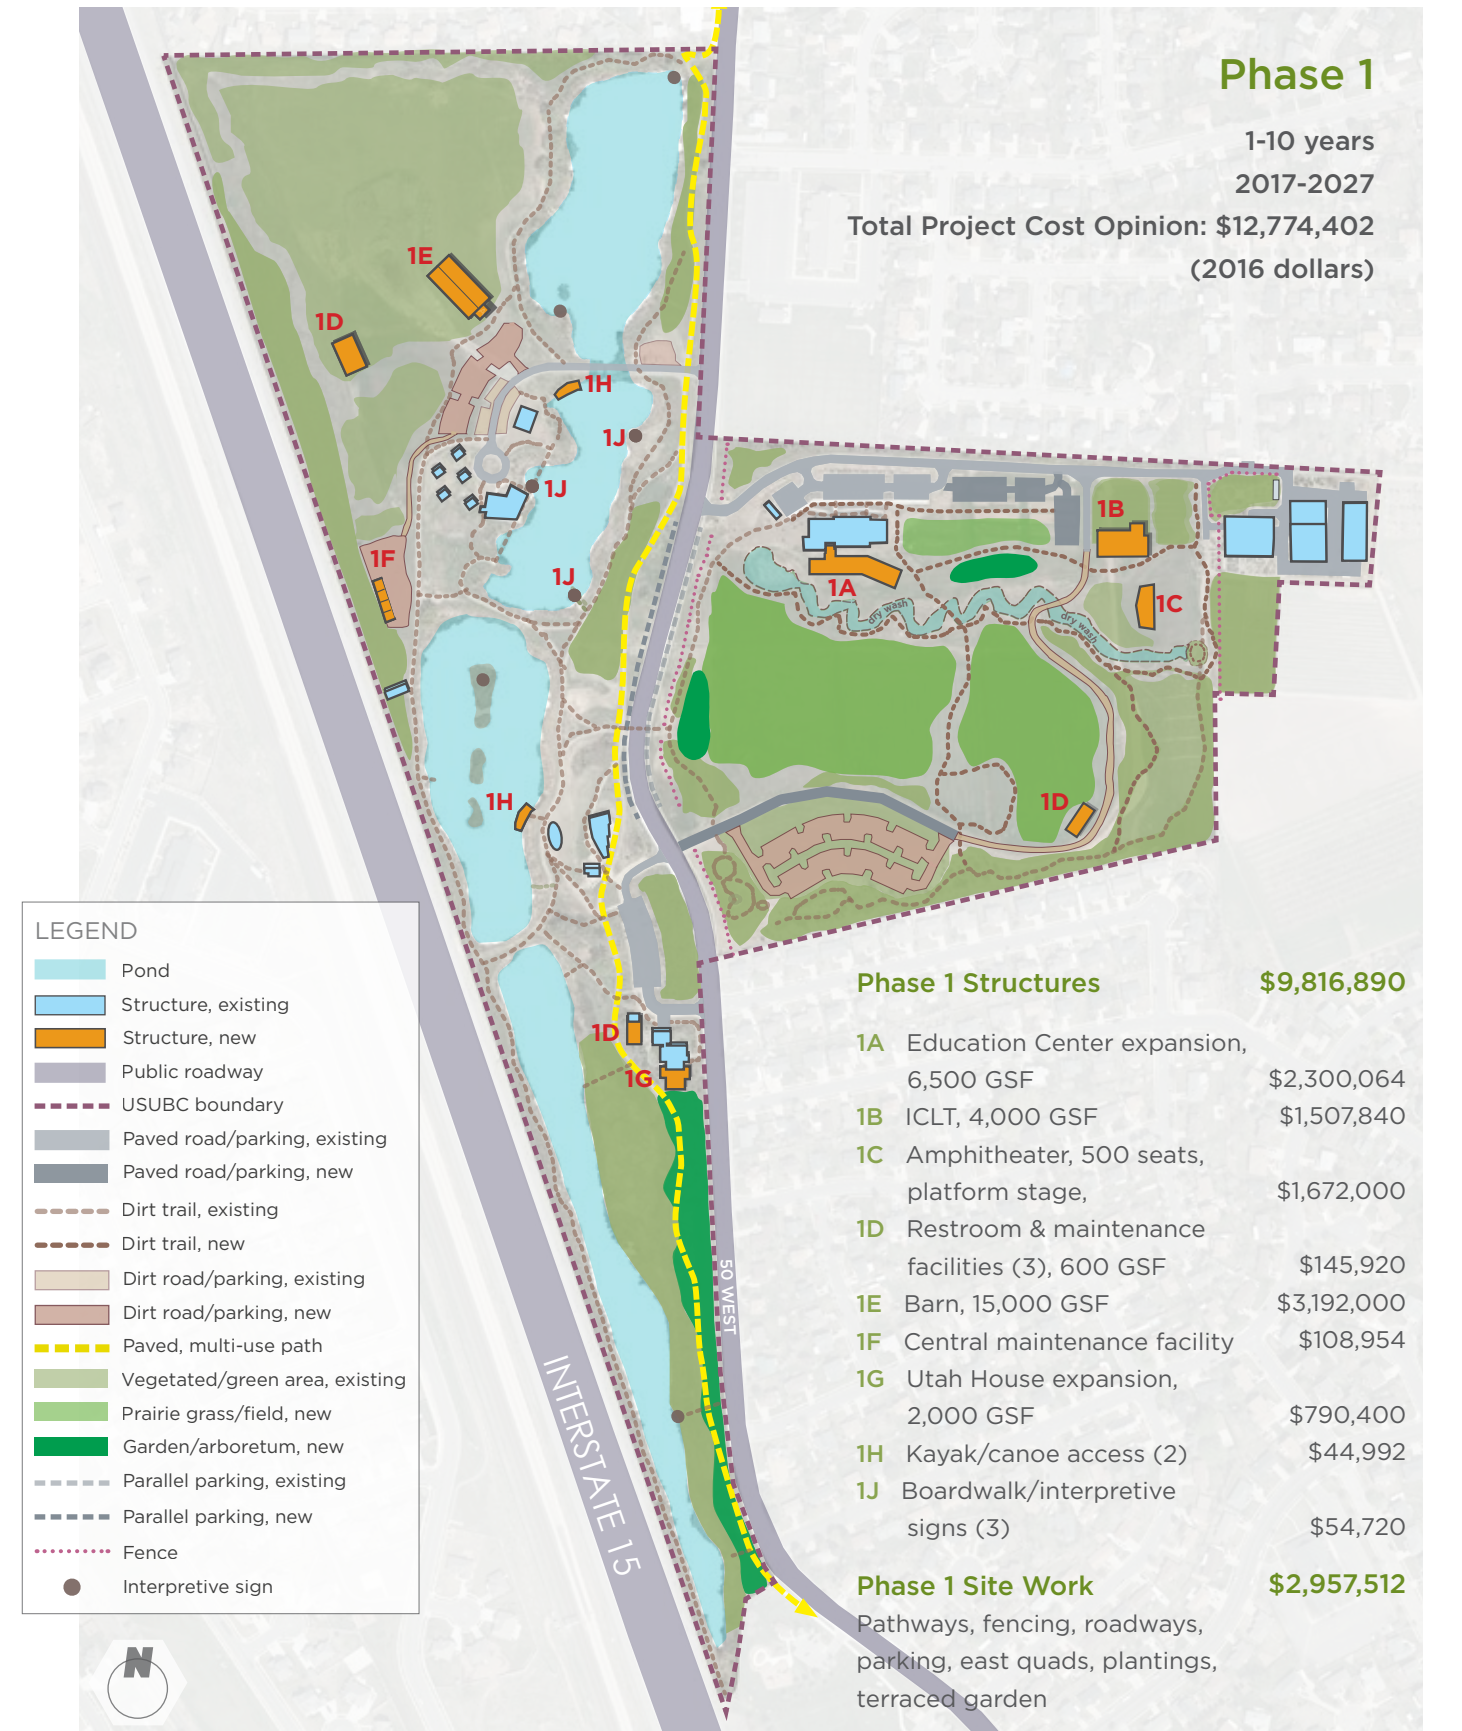 Phase 1
1-10 years
2017-2027
Total Project Cost Opinion: $12,774,402
(2016 dollars)
1E
1D
1H
1J
1J
1B
1F
1J
1A
1C
dry wash
dry wash
1H
1D
1D
1G
50 WEST
INTERSTATE 15
LEGEND
Pond
Structure, existing
Structure, new
Public roadway
USUBC boundary
Paved road/parking, existing
Paved road/parking, new
Dirt trail, existing
Dirt trail, new
Dirt road/parking, existing
Dirt road/parking, new
Paved, multi-use path
Vegetated/green area, existing
Prairie grass/field, new
Garden/arboretum, new
Parallel parking, existing
Parallel parking, new
Fence
Interpretive sign
N
Phase 1 Structures $9,816,890
1A Education Center expansion,
6,500 GSF $2,300,064
1B ICLT, 4,000 GSF $1,507,840
1C Amphitheater, 500 seats,
platform stage, $1,672,000
1D Restroom & maintenance
facilities (3), 600 GSF $145,920
1E Barn, 15,000 GSF $3,192,000
1F Central maintenance facility $108,954
1G Utah House expansion,
2,000 GSF $790,400
1H Kayak/canoe access (2) $44,992
1J Boardwalk/interpretive
signs (3) $54,720
Phase 1 Site Work $2,957,512
Pathways, fencing, roadways,
parking, east quads, plantings,
terraced garden